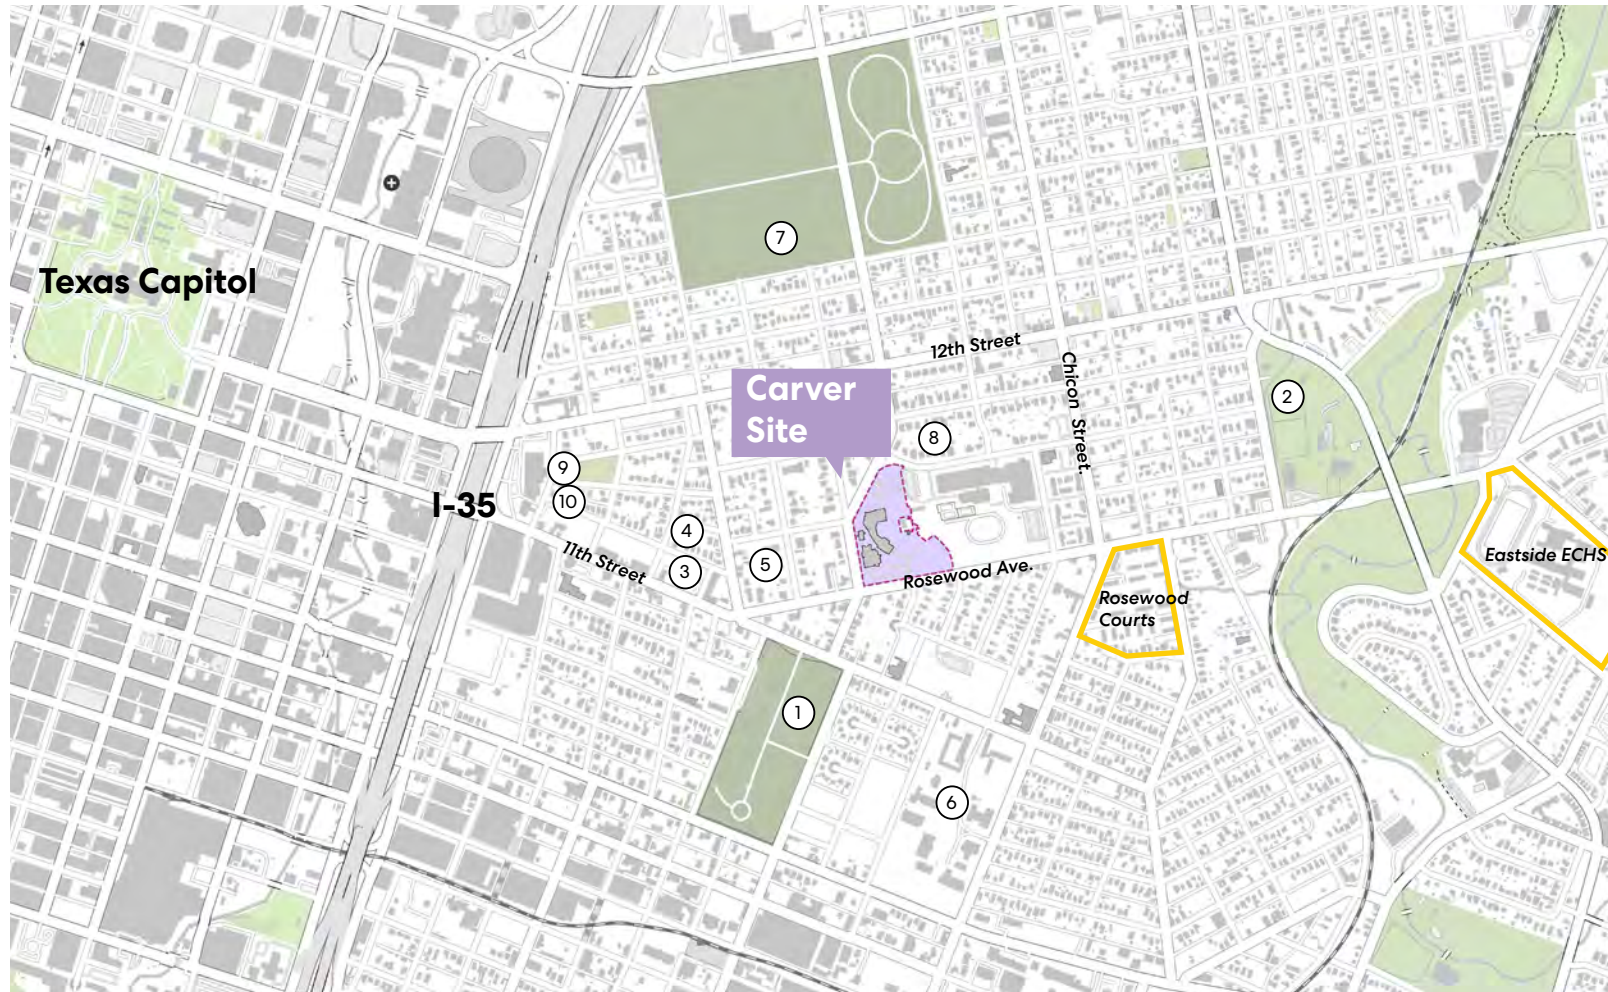 7
Texas Capitol
12th Street
Chicon Street.
Carver
Site
2
8
9
10
I-35
4
11th Street
3
5
Rosewood Ave.
Eastside ECHS
Rosewood
Courts
1
6